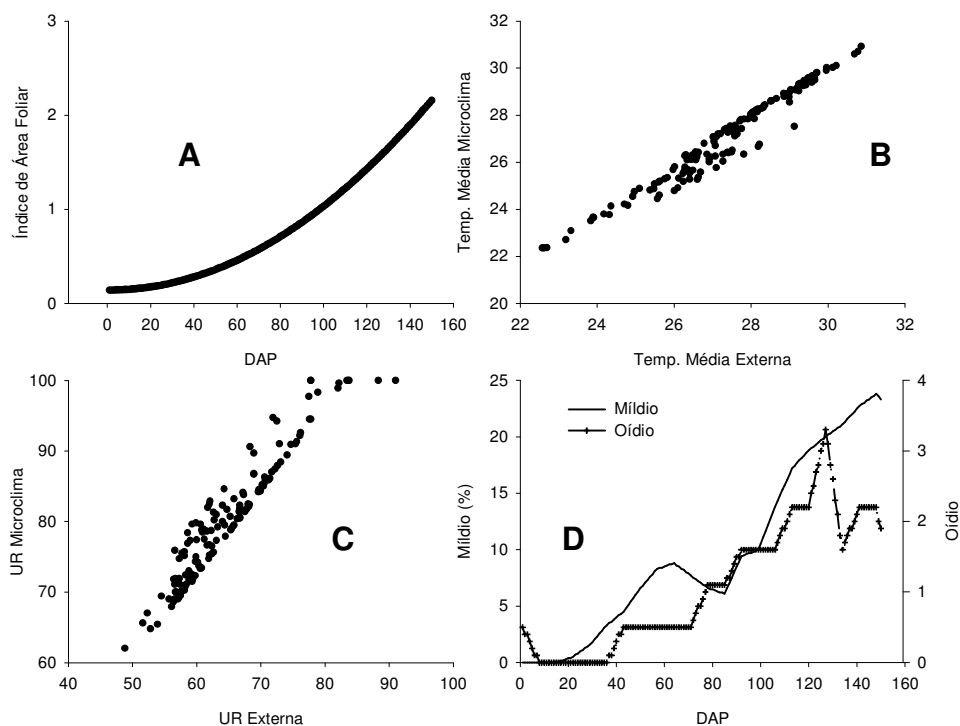 3
2
1
0
Índice de Área Foliar
A
0 20 40 60 80 100 120 140 160
DAP
32
30
28
26
24
22
20
Temp. Média Microclima
B
22 24 26 28 30 32
Temp. Média Externa
100
90
80
70
60
UR Microclima
C
40 50 60 70 80 90 100
UR Externa
25
20
15
10
5
0
Míldio (%)
Míldio
Oídio
D
4
3
2
1
0
Oídio
0 20 40 60 80 100 120 140 160
DAP